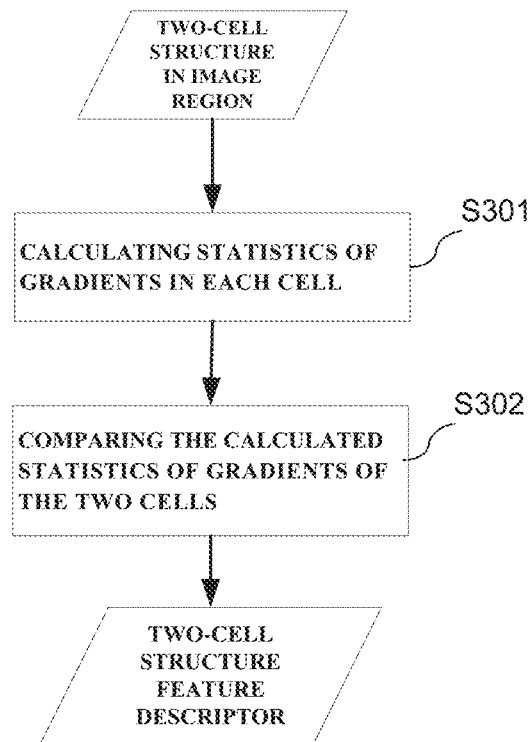 TWO-CELL
STRUCTURE
IN IMAGE
REGION
S301
CALCULATING STATISTICS OF
GRADIENTS IN EACH CELL
S302
COMPARING THE CALCULATED
STATISTICS OF GRADIENTS OF
THE TWO CELLS
TWO-CELL
STRUCTURE
FEATURE
DESCRIPTOR